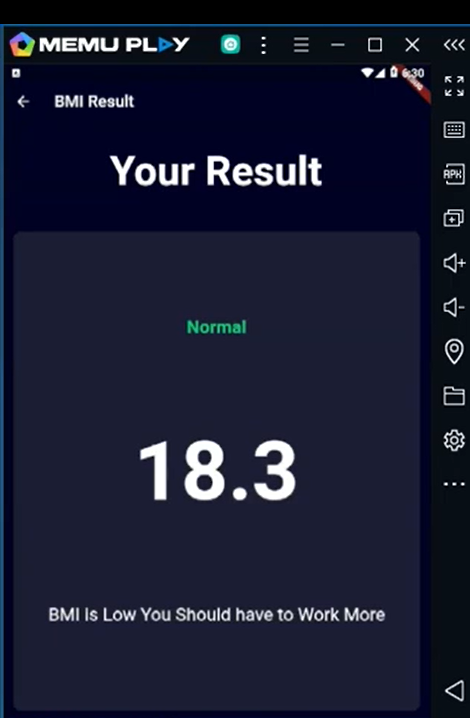 MEMU PLAY
6:30
BMI Result
Your Result
Normal
18.3
BMI is Low You Should have to Work More
APK